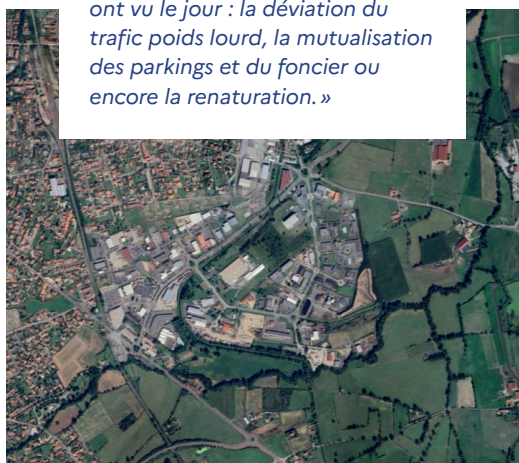 ont vu le jour : la déviation du
trafic poids lourd, la mutualisation
des parkings et du foncier ou
encore la renaturation. »